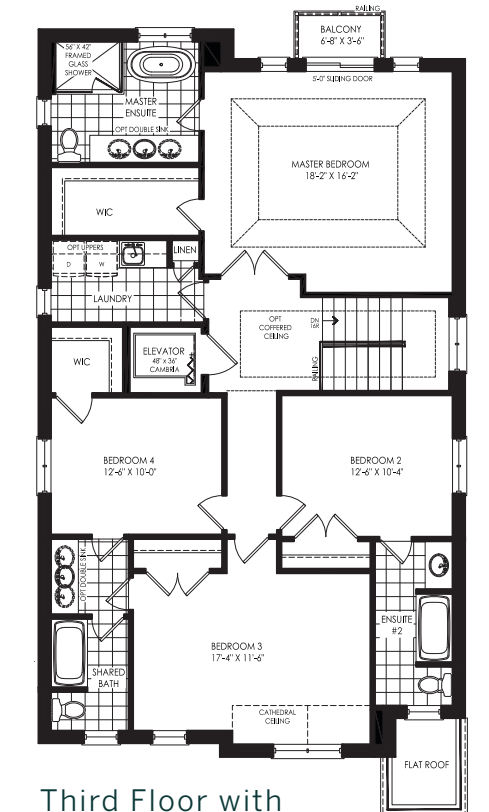 RAILING
BALCONY
6'-8" X 3'-6"
56" X 42"
FRAMED
GLASS
SHOWER
5'-0" SLIDING DOOR
MASTER
ENSUITE
OPT DOUBLE SINK
MASTER BEDROOM
18'-2" X 16'-2"
WIC
OPT UPPERS
D W
LINEN
LAUNDRY
OPT
COFFERED
CEILING
DN
16R
RAILING
WIC
ELEVATOR
48" x 36"
CAMBRIA
BEDROOM 4
12'-6" X 10'-0"
BEDROOM 2
12'-6" X 10'-4"
OPT DOUBLE SINK
ENSUITE
#2
BEDROOM 3
17'-4" X 11'-6"
SHARED
BATH
CATHEDRAL
CEILING
FLAT ROOF
Third Floor with